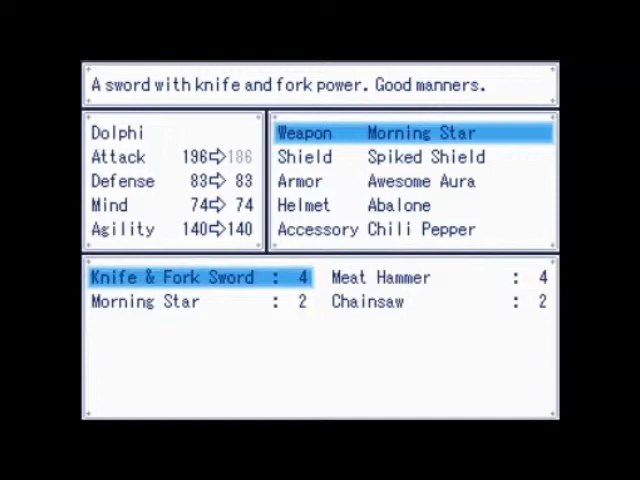 A sword with knife and fork power. Good manners.
Dolphi
Attack 196⇨186
Defense 83⇨ 83
Mind 74⇨ 74
Agility 140⇨140
Weapon Morning Star
Shield Spiked Shield
Armor Awesome Aura
Helmet Abalone
Accessory Chili Pepper
Knife & Fork Sword : 4 Meat Hammer : 4
Morning Star : 2 Chainsaw : 2